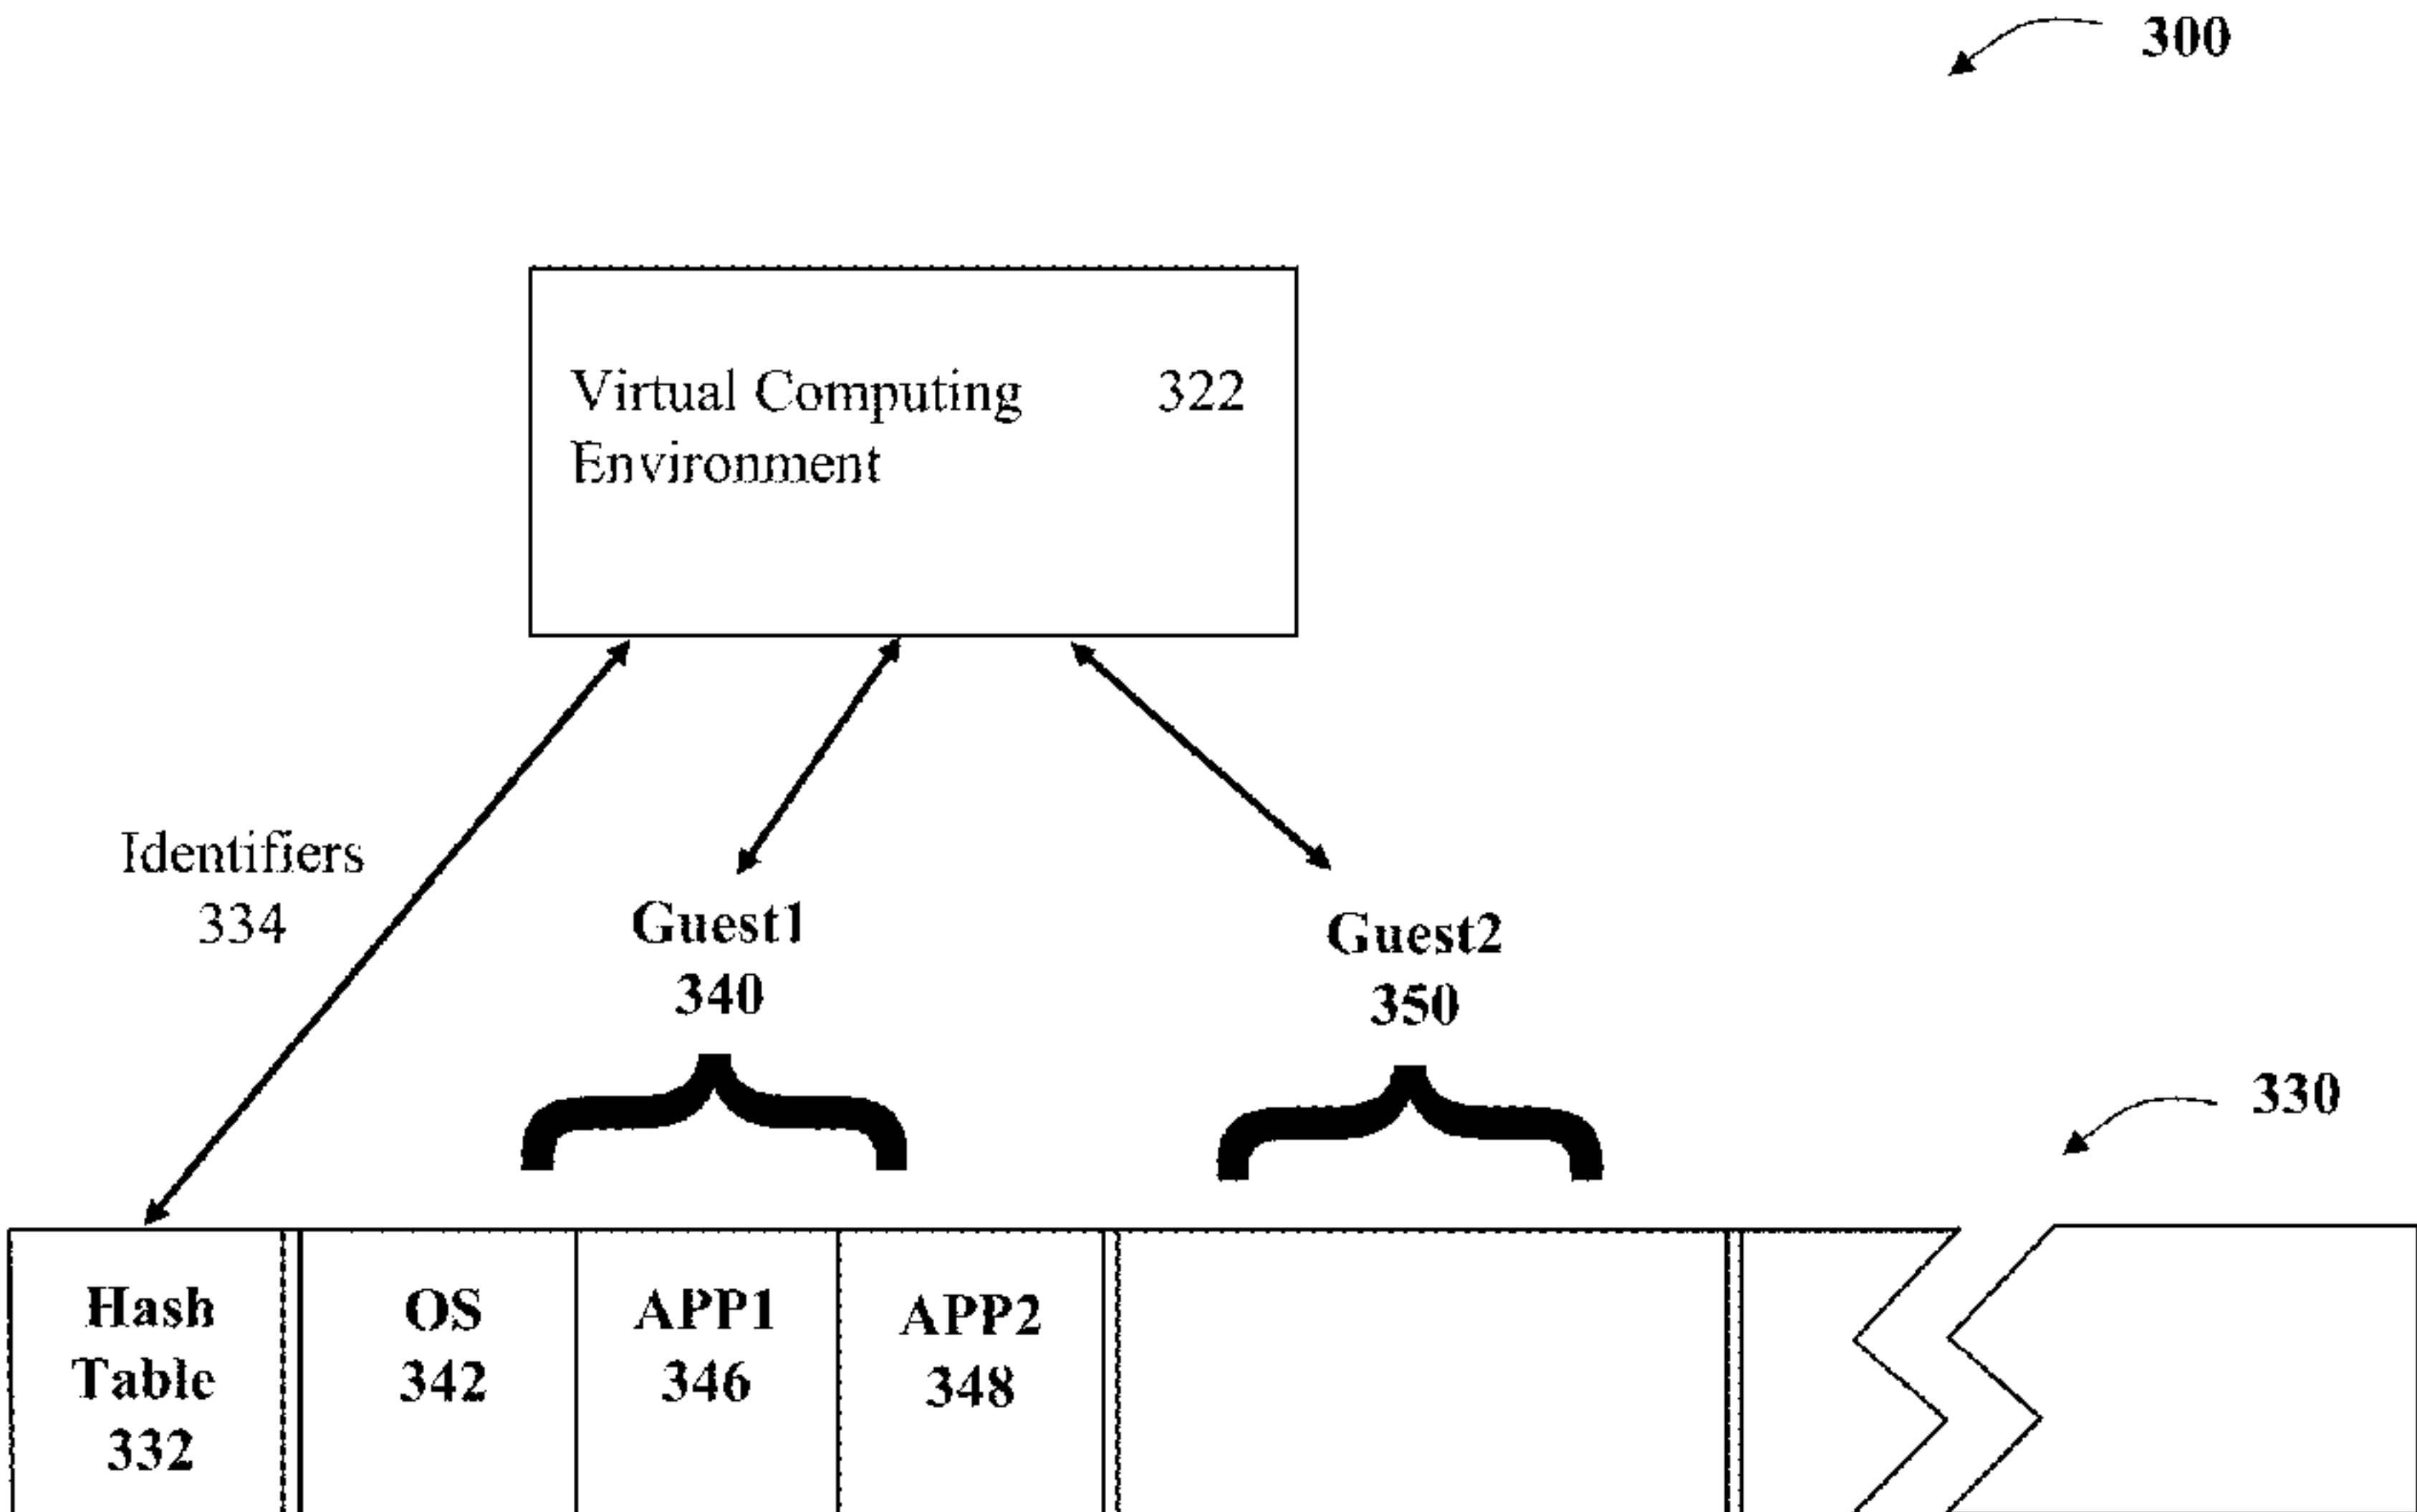 300
Virtual Computing 322
Environment
Identifiers
334
Guest1
340
Guest2
350
330
Hash
Table
332
OS
342
APP1
346
APP2
348